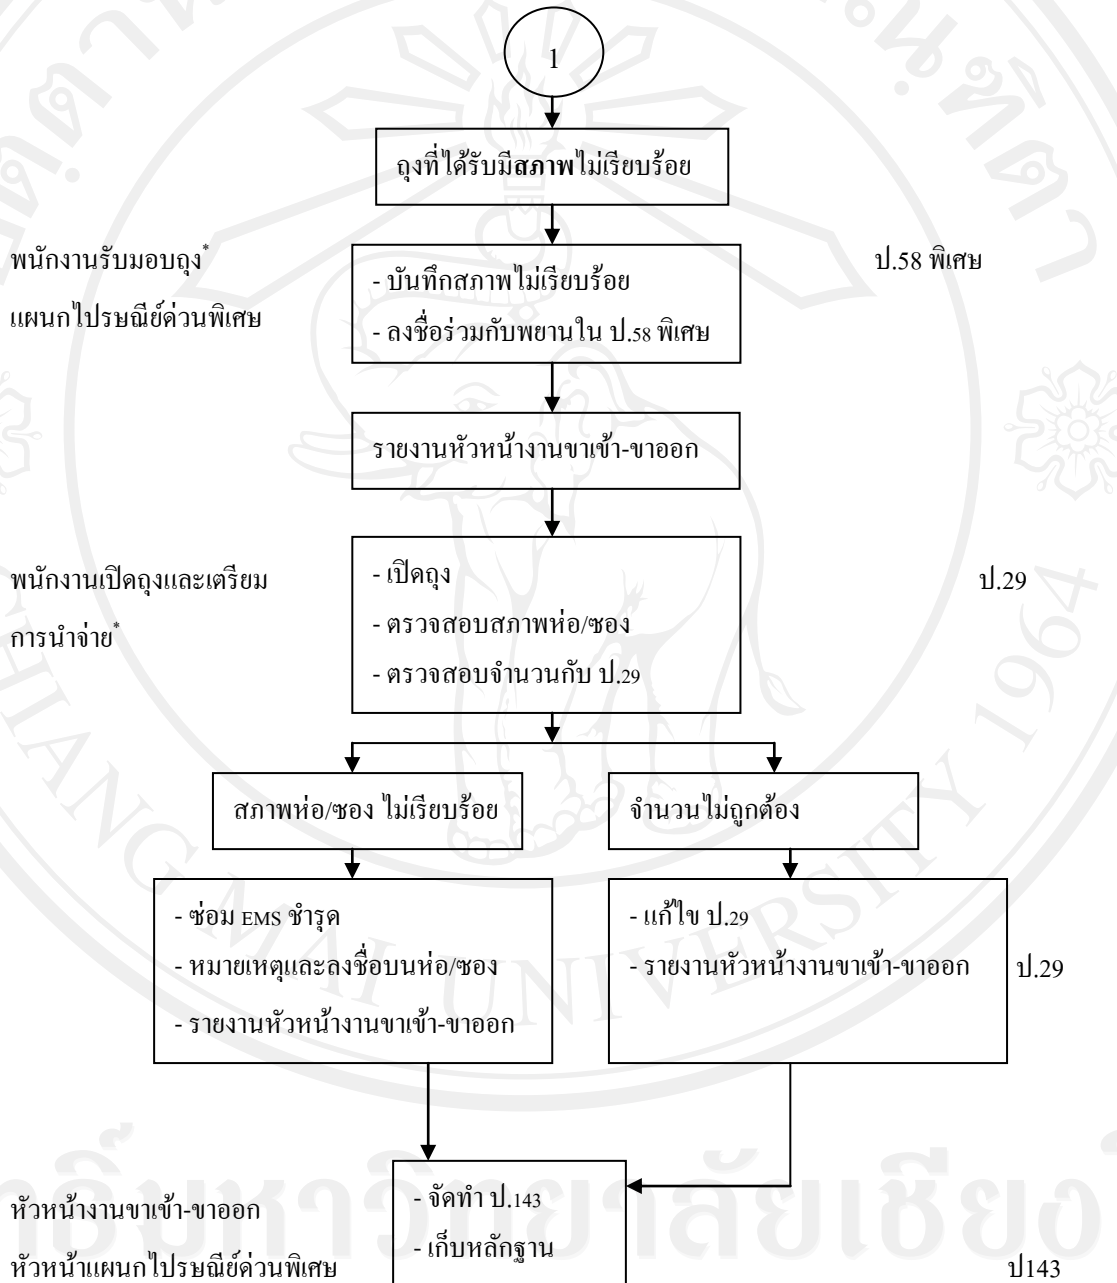 1
ถุงที่ได้รับมีสภาพไม่เรียบร้อย
พนักงานรับมอบถุง*
แผนกไปรษณีย์ด่วนพิเศษ
- บันทึกสภาพไม่เรียบร้อย
- ลงชื่อร่วมกับพยานใน ป.58 พิเศษ
ป.58 พิเศษ
รายงานหัวหน้างานขาเข้า-ขาออก
พนักงานเปิดถุงและเตรียม
การนำจ่าย*
- เปิดถุง
- ตรวจสอบสภาพห่อ/ซอง
- ตรวจสอบจำนวนกับ ป.29
ป.29
สภาพห่อ/ซอง ไม่เรียบร้อย
จำนวนไม่ถูกต้อง
- ซ่อม EMS ชำรุด
- หมายเหตุและลงชื่อบนห่อ/ซอง
- รายงานหัวหน้างานขาเข้า-ขาออก
- แก้ไข ป.29
- รายงานหัวหน้างานขาเข้า-ขาออก
ป.29
หัวหน้างานขาเข้า-ขาออก
หัวหน้าแผนกไปรษณีย์ด่วนพิเศษ
- จัดทำ ป.143
- เก็บหลักฐาน
ป143
CHIANG MAI UNIVERSITY 1964